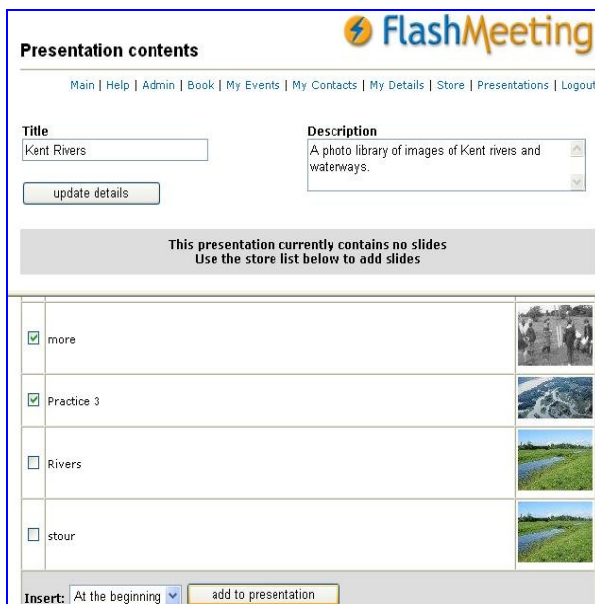 FlashMeeting
Presentation contents
Main | Help | Admin | Book | My Events | My Contacts | My Details | Store | Presentations | Logout
Title
Kent Rivers
Description
A photo library of images of Kent rivers and
waterways.
update details
This presentation currently contains no slides
Use the store list below to add slides
more
Practice 3
Rivers
stour
Insert: At the beginning add to presentation